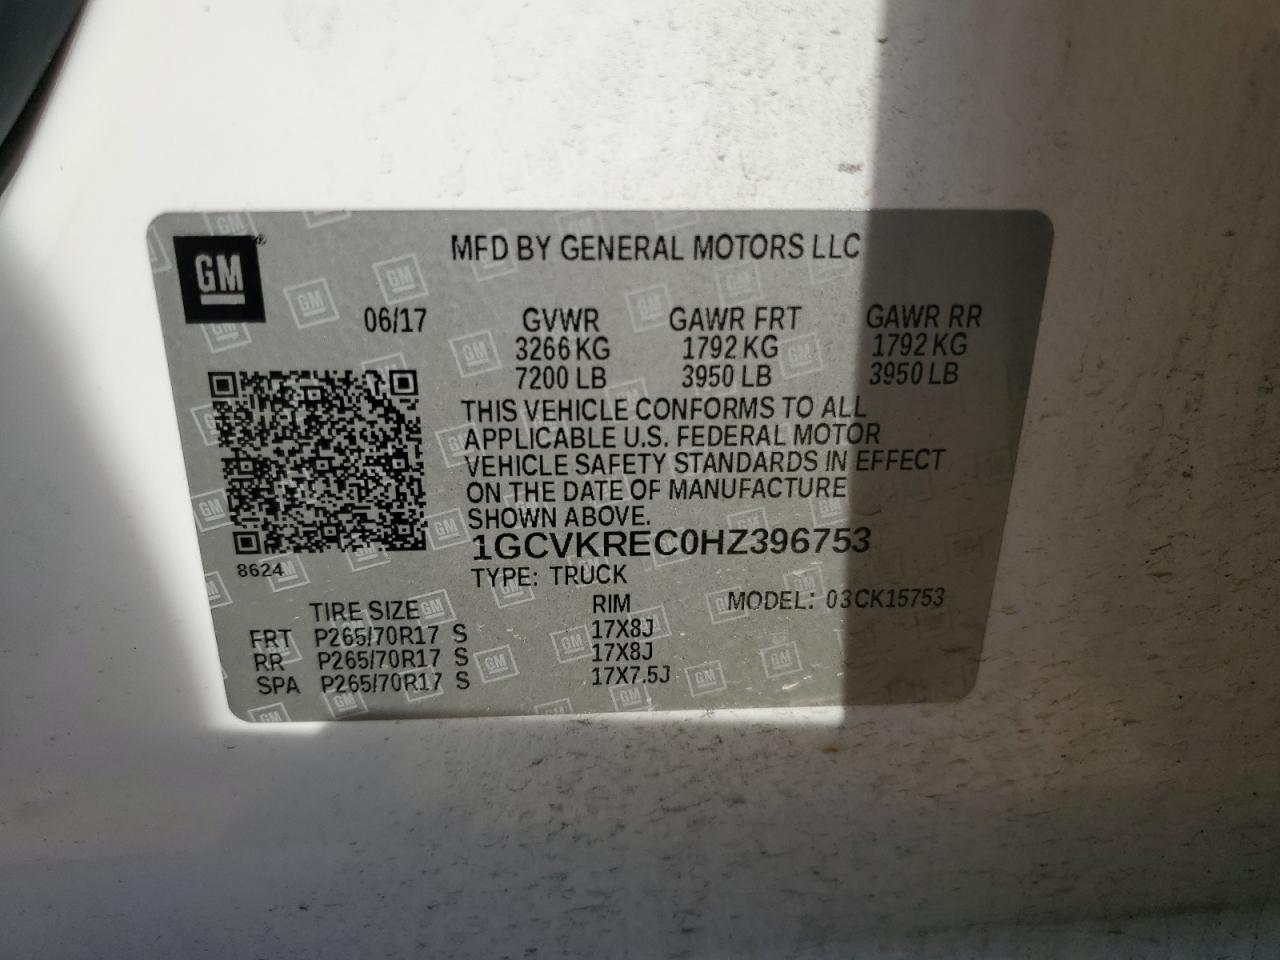 GM ®
MFD BY GENERAL MOTORS LLC
06/17 GVWR GAWR FRT GAWR RR
3266 KG 1792 KG 1792 KG
7200 LB 3950 LB 3950 LB
THIS VEHICLE CONFORMS TO ALL
APPLICABLE U.S. FEDERAL MOTOR
VEHICLE SAFETY STANDARDS IN EFFECT
ON THE DATE OF MANUFACTURE
SHOWN ABOVE.
1GCVKREC0HZ396753
8624
TYPE: TRUCK
TIRE SIZE RIM MODEL: 03CK15753
FRT P265/70R17 S 17X8J
RR P265/70R17 S 17X8J
SPA P265/70R17 S 17X7.5J